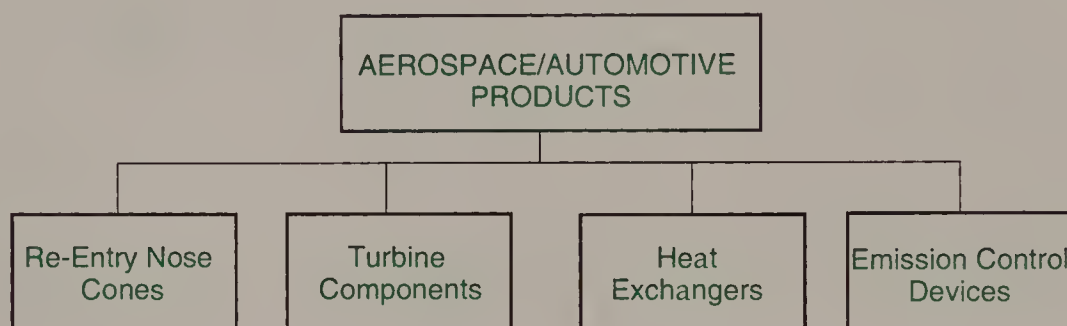 AEROSPACE/AUTOMOTIVE
PRODUCTS
Re-Entry Nose
Cones
Turbine
Components
Heat
Exchangers
Emission Control
Devices